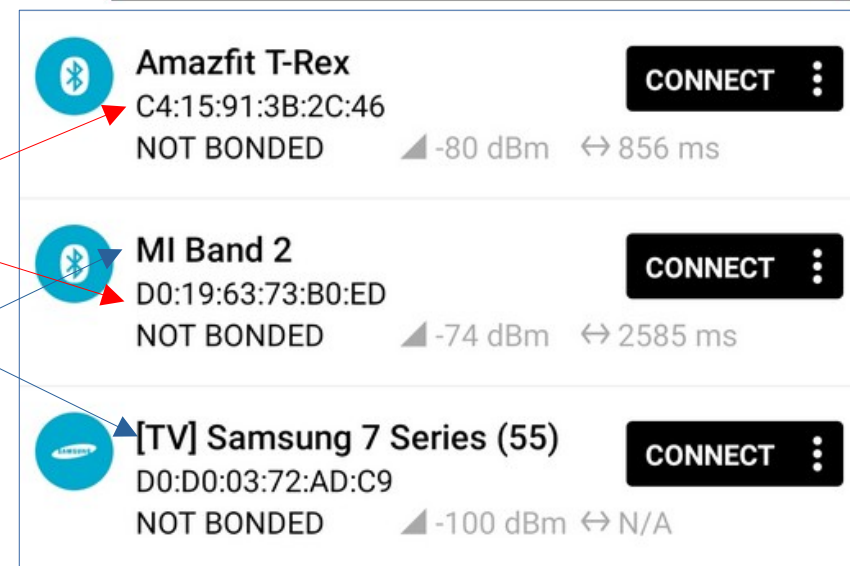 Amazfit T-Rex
C4:15:91:3B:2C:46
CONNECT
NOT BONDED -80 dBm 856 ms
MI Band 2
D0:19:63:73:B0:ED
CONNECT
NOT BONDED -74 dBm 2585 ms
SAMSUNG
[TV] Samsung 7 Series (55)
D0:D0:03:72:AD:C9
CONNECT
NOT BONDED -100 dBm N/A